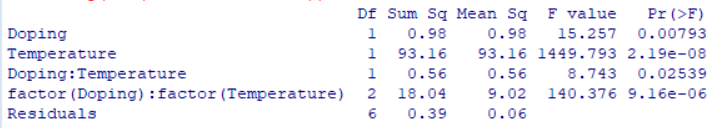 Df Sum Sq Mean Sq F value Pr(>F)
Doping 1 0.98 0.98 15.257 0.00793
Temperature 1 93.16 93.16 1449.793 2.19e-08
Doping:Temperature 1 0.56 0.56 8.743 0.02539
factor(Doping):factor(Temperature) 2 18.04 9.02 140.376 9.16e-06
Residuals 6 0.39 0.06